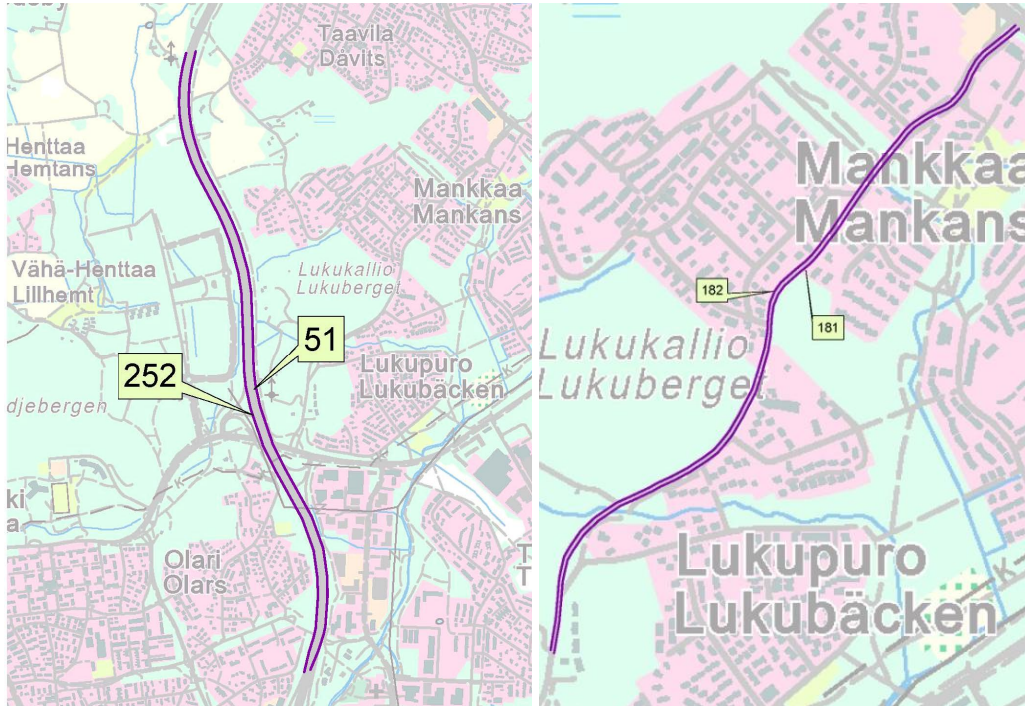 Taavila
Dåvits
Henttaa
Hemtans
Mankkaa
Mankans
Vähä-Henttaa
Lillhemt
Lukukallio
Lukuberget
51
252
Lukupuro
Lukubäcken
djebergen
K
ki
a
Olari
Olars
T
T
Mankkaa
Mankans
182
181
Lukukallio
Lukuberget
Lukupuro
Lukubäcken
K